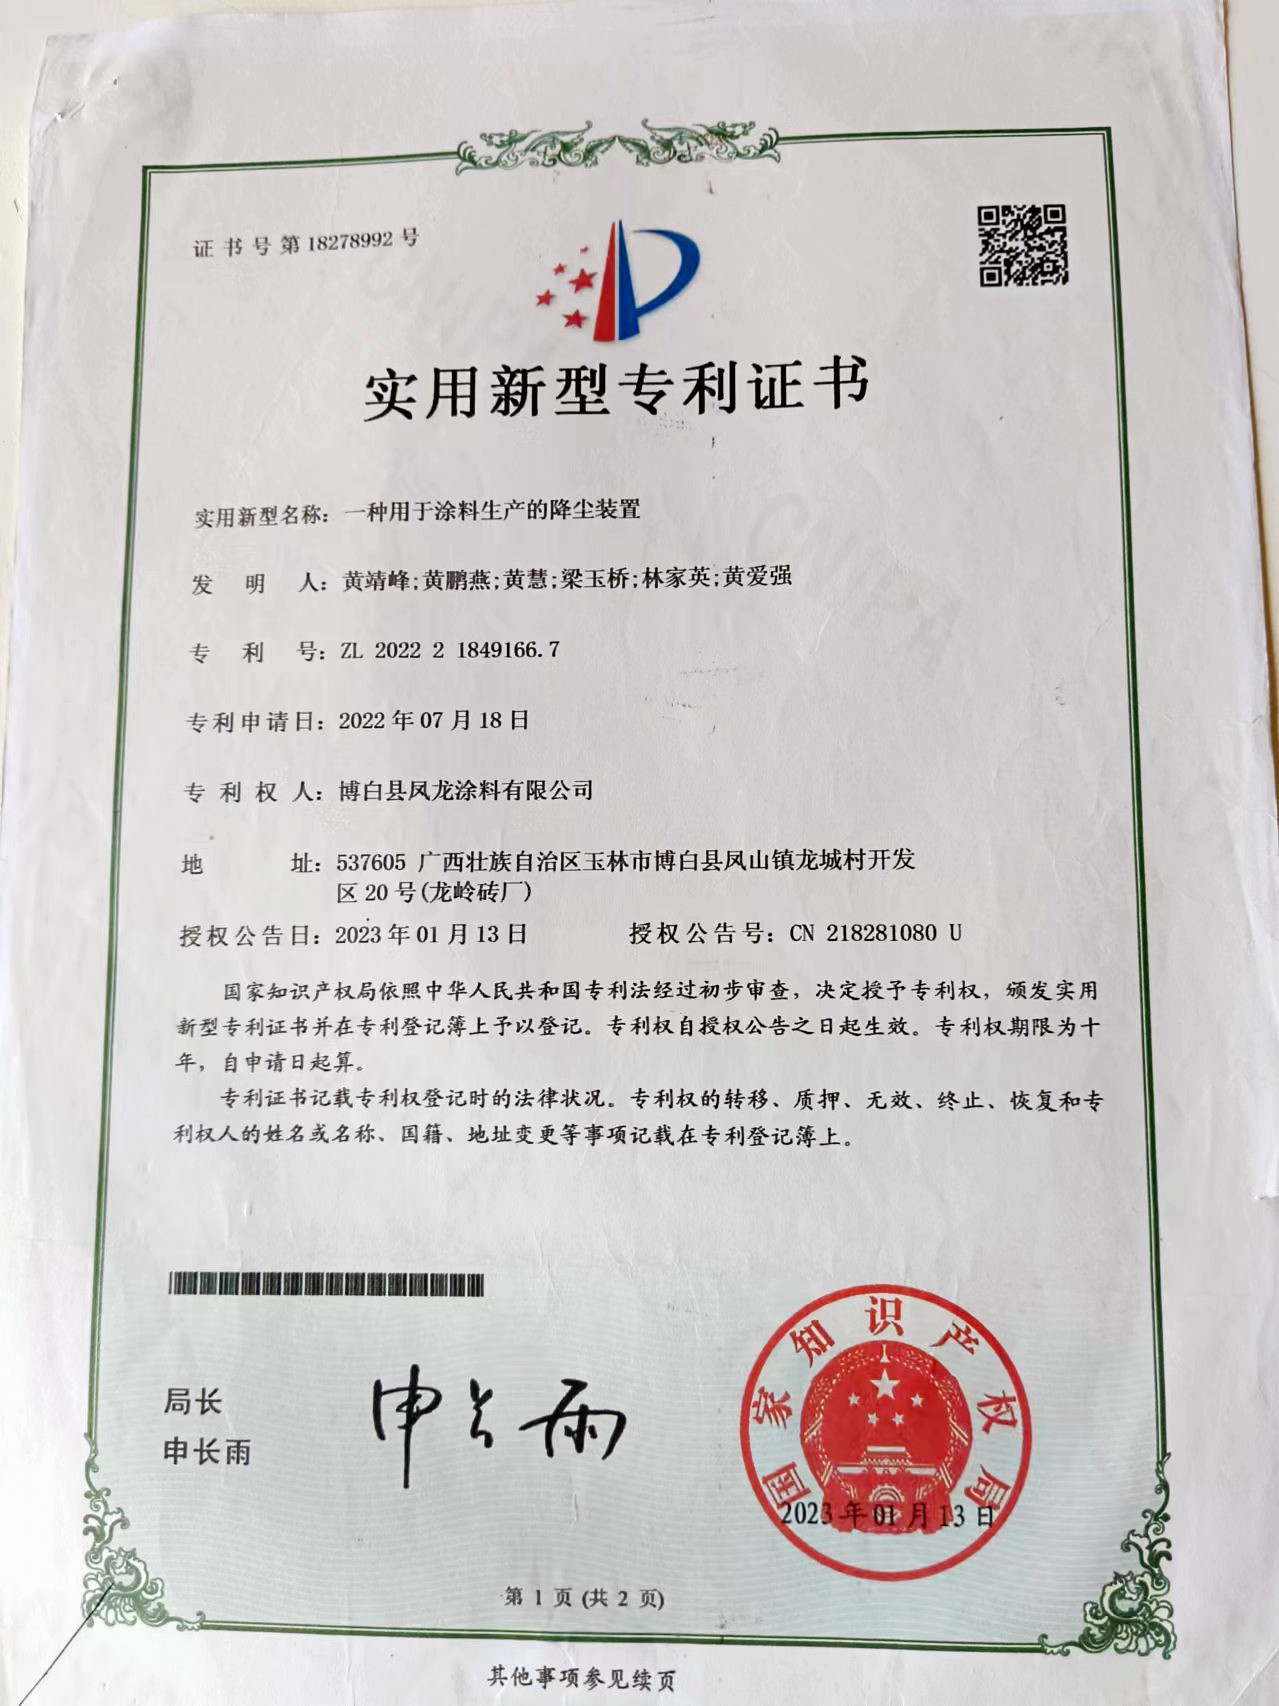 证书号第18278992号
实用新型专利证书
实用新型名称：一种用于涂料生产的降尘装置
发明人：黄靖峰;黄鹏燕;黄慧;梁玉桥;林家英;黄爱强
专利号：ZL 2022 2 1849166.7
专利申请日：2022年07月18日
专利权人：博白县凤龙涂料有限公司
地址：537605 广西壮族自治区玉林市博白县凤山镇龙城村开发
区20号(龙岭砖厂)
授权公告日：2023年01月13日 授权公告号：CN 218281080 U
国家知识产权局依照中华人民共和国专利法经过初步审查，决定授予专利权，颁发实用
新型专利证书并在专利登记簿上予以登记。专利权自授权公告之日起生效。专利权期限为十
年，自申请日起算。
专利证书记载专利权登记时的法律状况。专利权的转移、质押、无效、终止、恢复和专
利权人的姓名或名称、国籍、地址变更等事项记载在专利登记簿上。
局长
申长雨
申长雨
国家知识产权局
2023年01月13日
第 1 页 (共 2 页)
其他事项参见续页